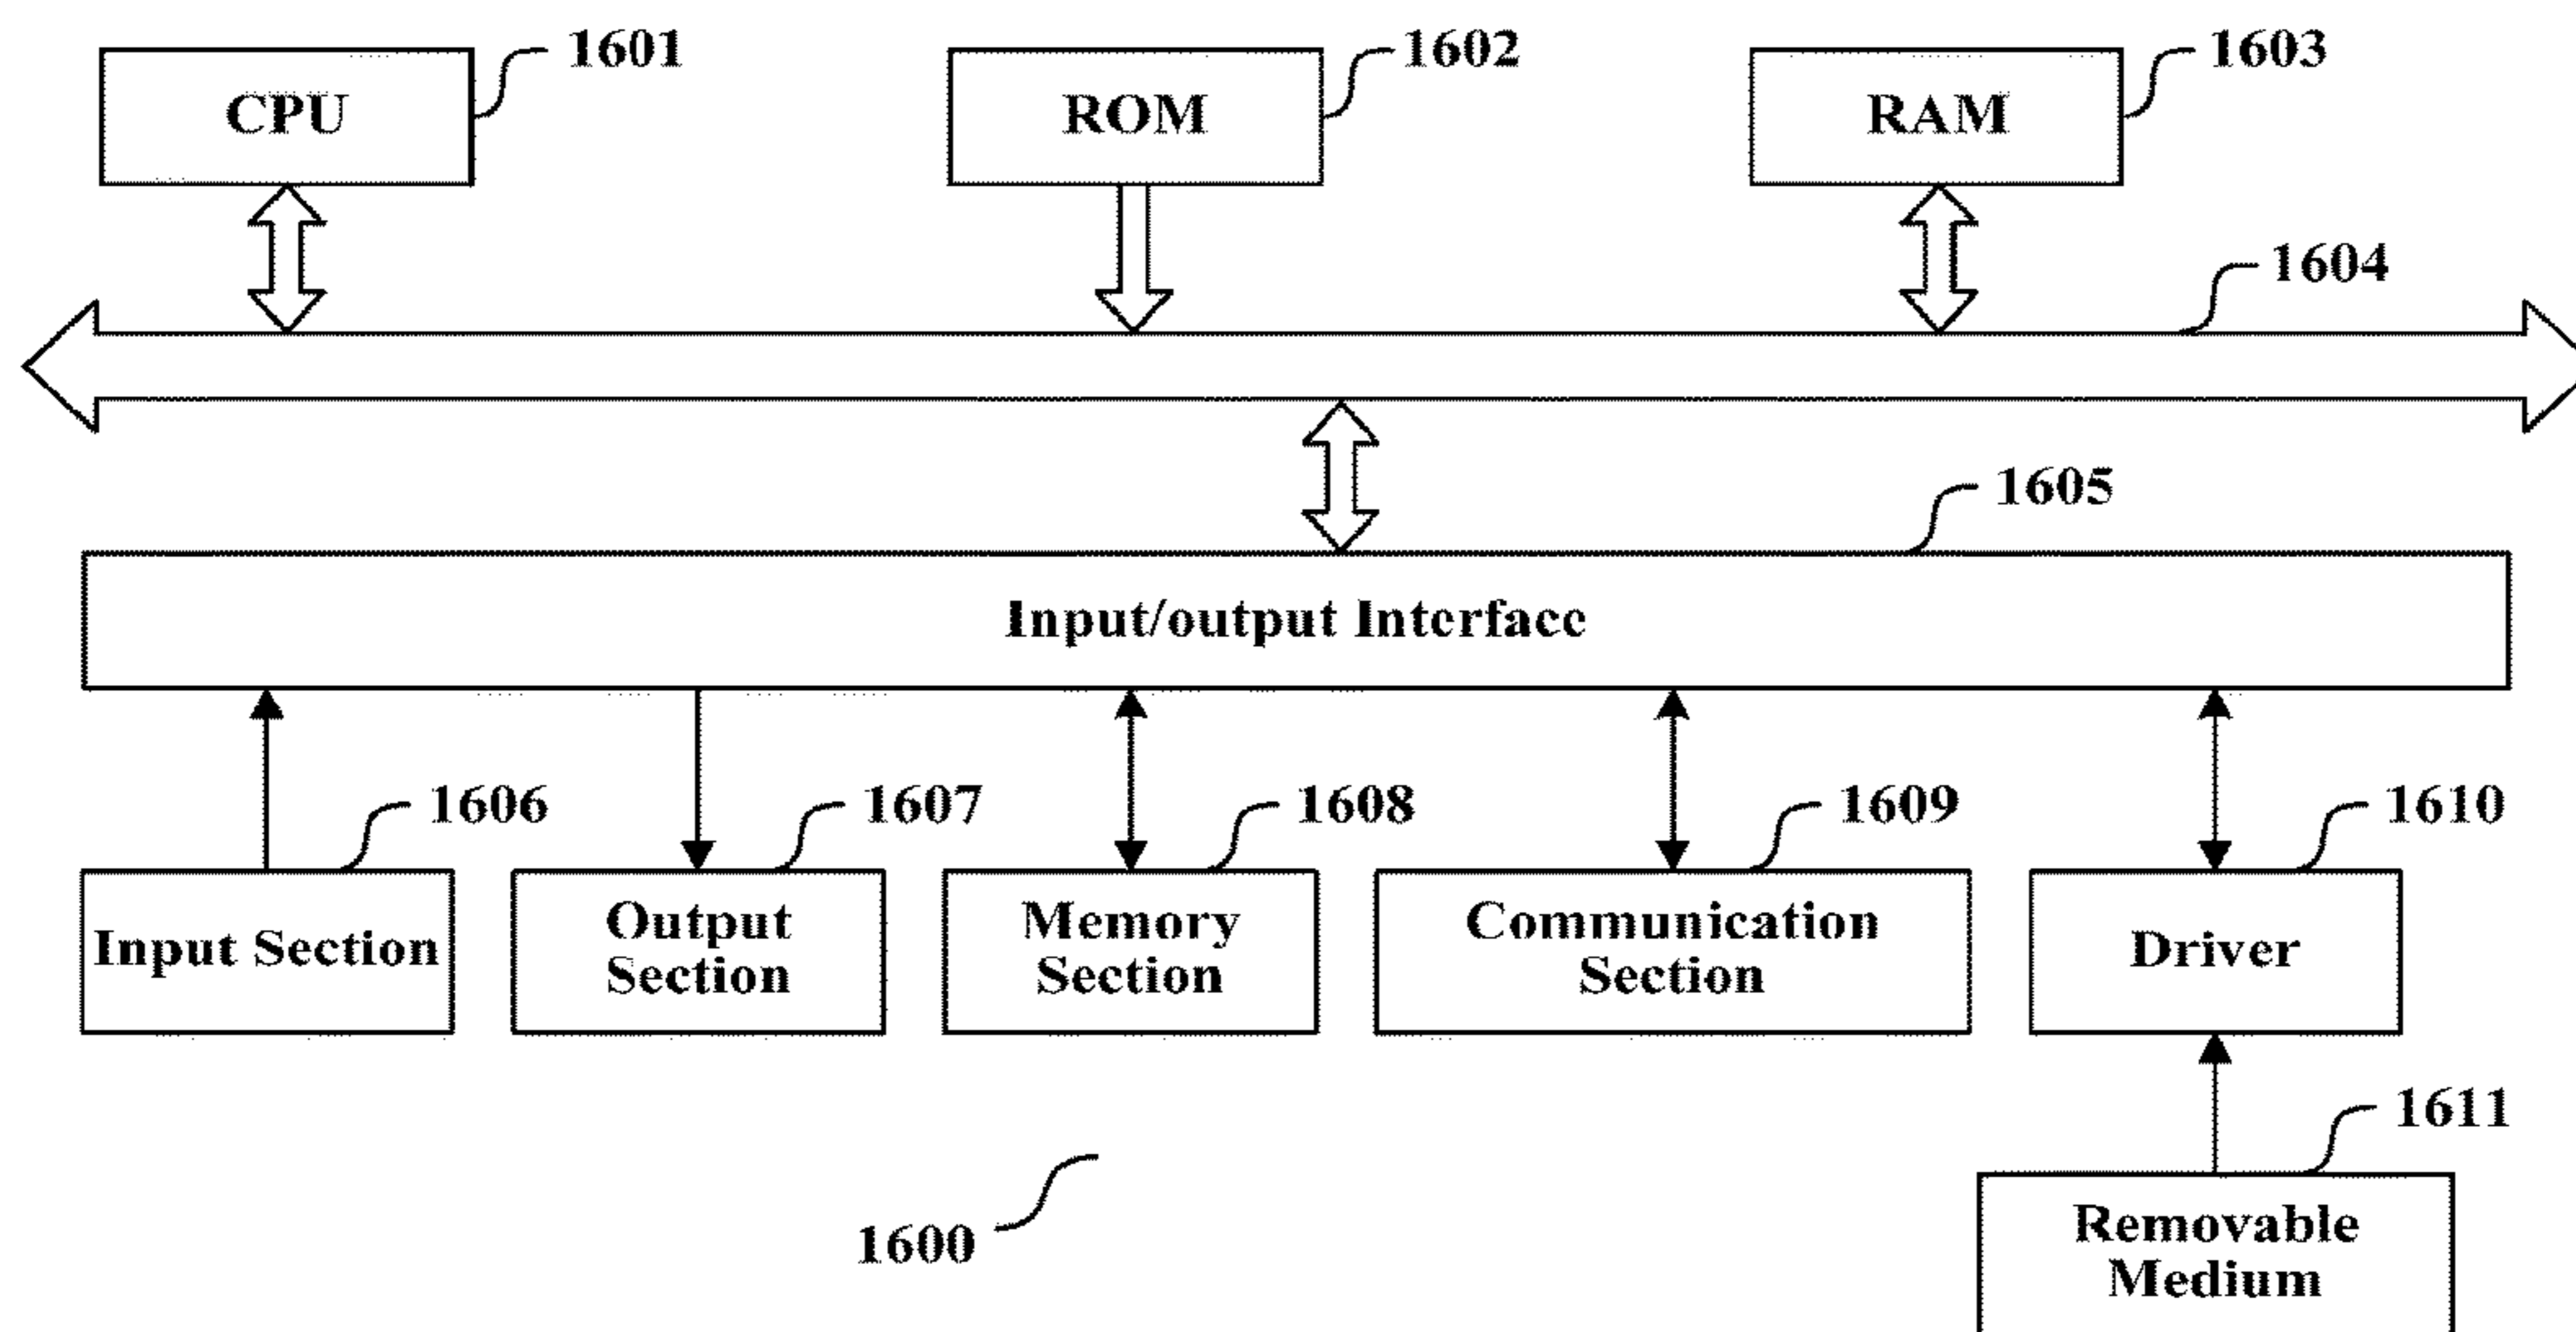 CPU
1601
ROM
1602
RAM
1603
1604
1605
Input/output Interface
1606
1607
1608
1609
1610
Input Section
Output
Section
Memory
Section
Communication
Section
Driver
1611
1600
Removable
Medium